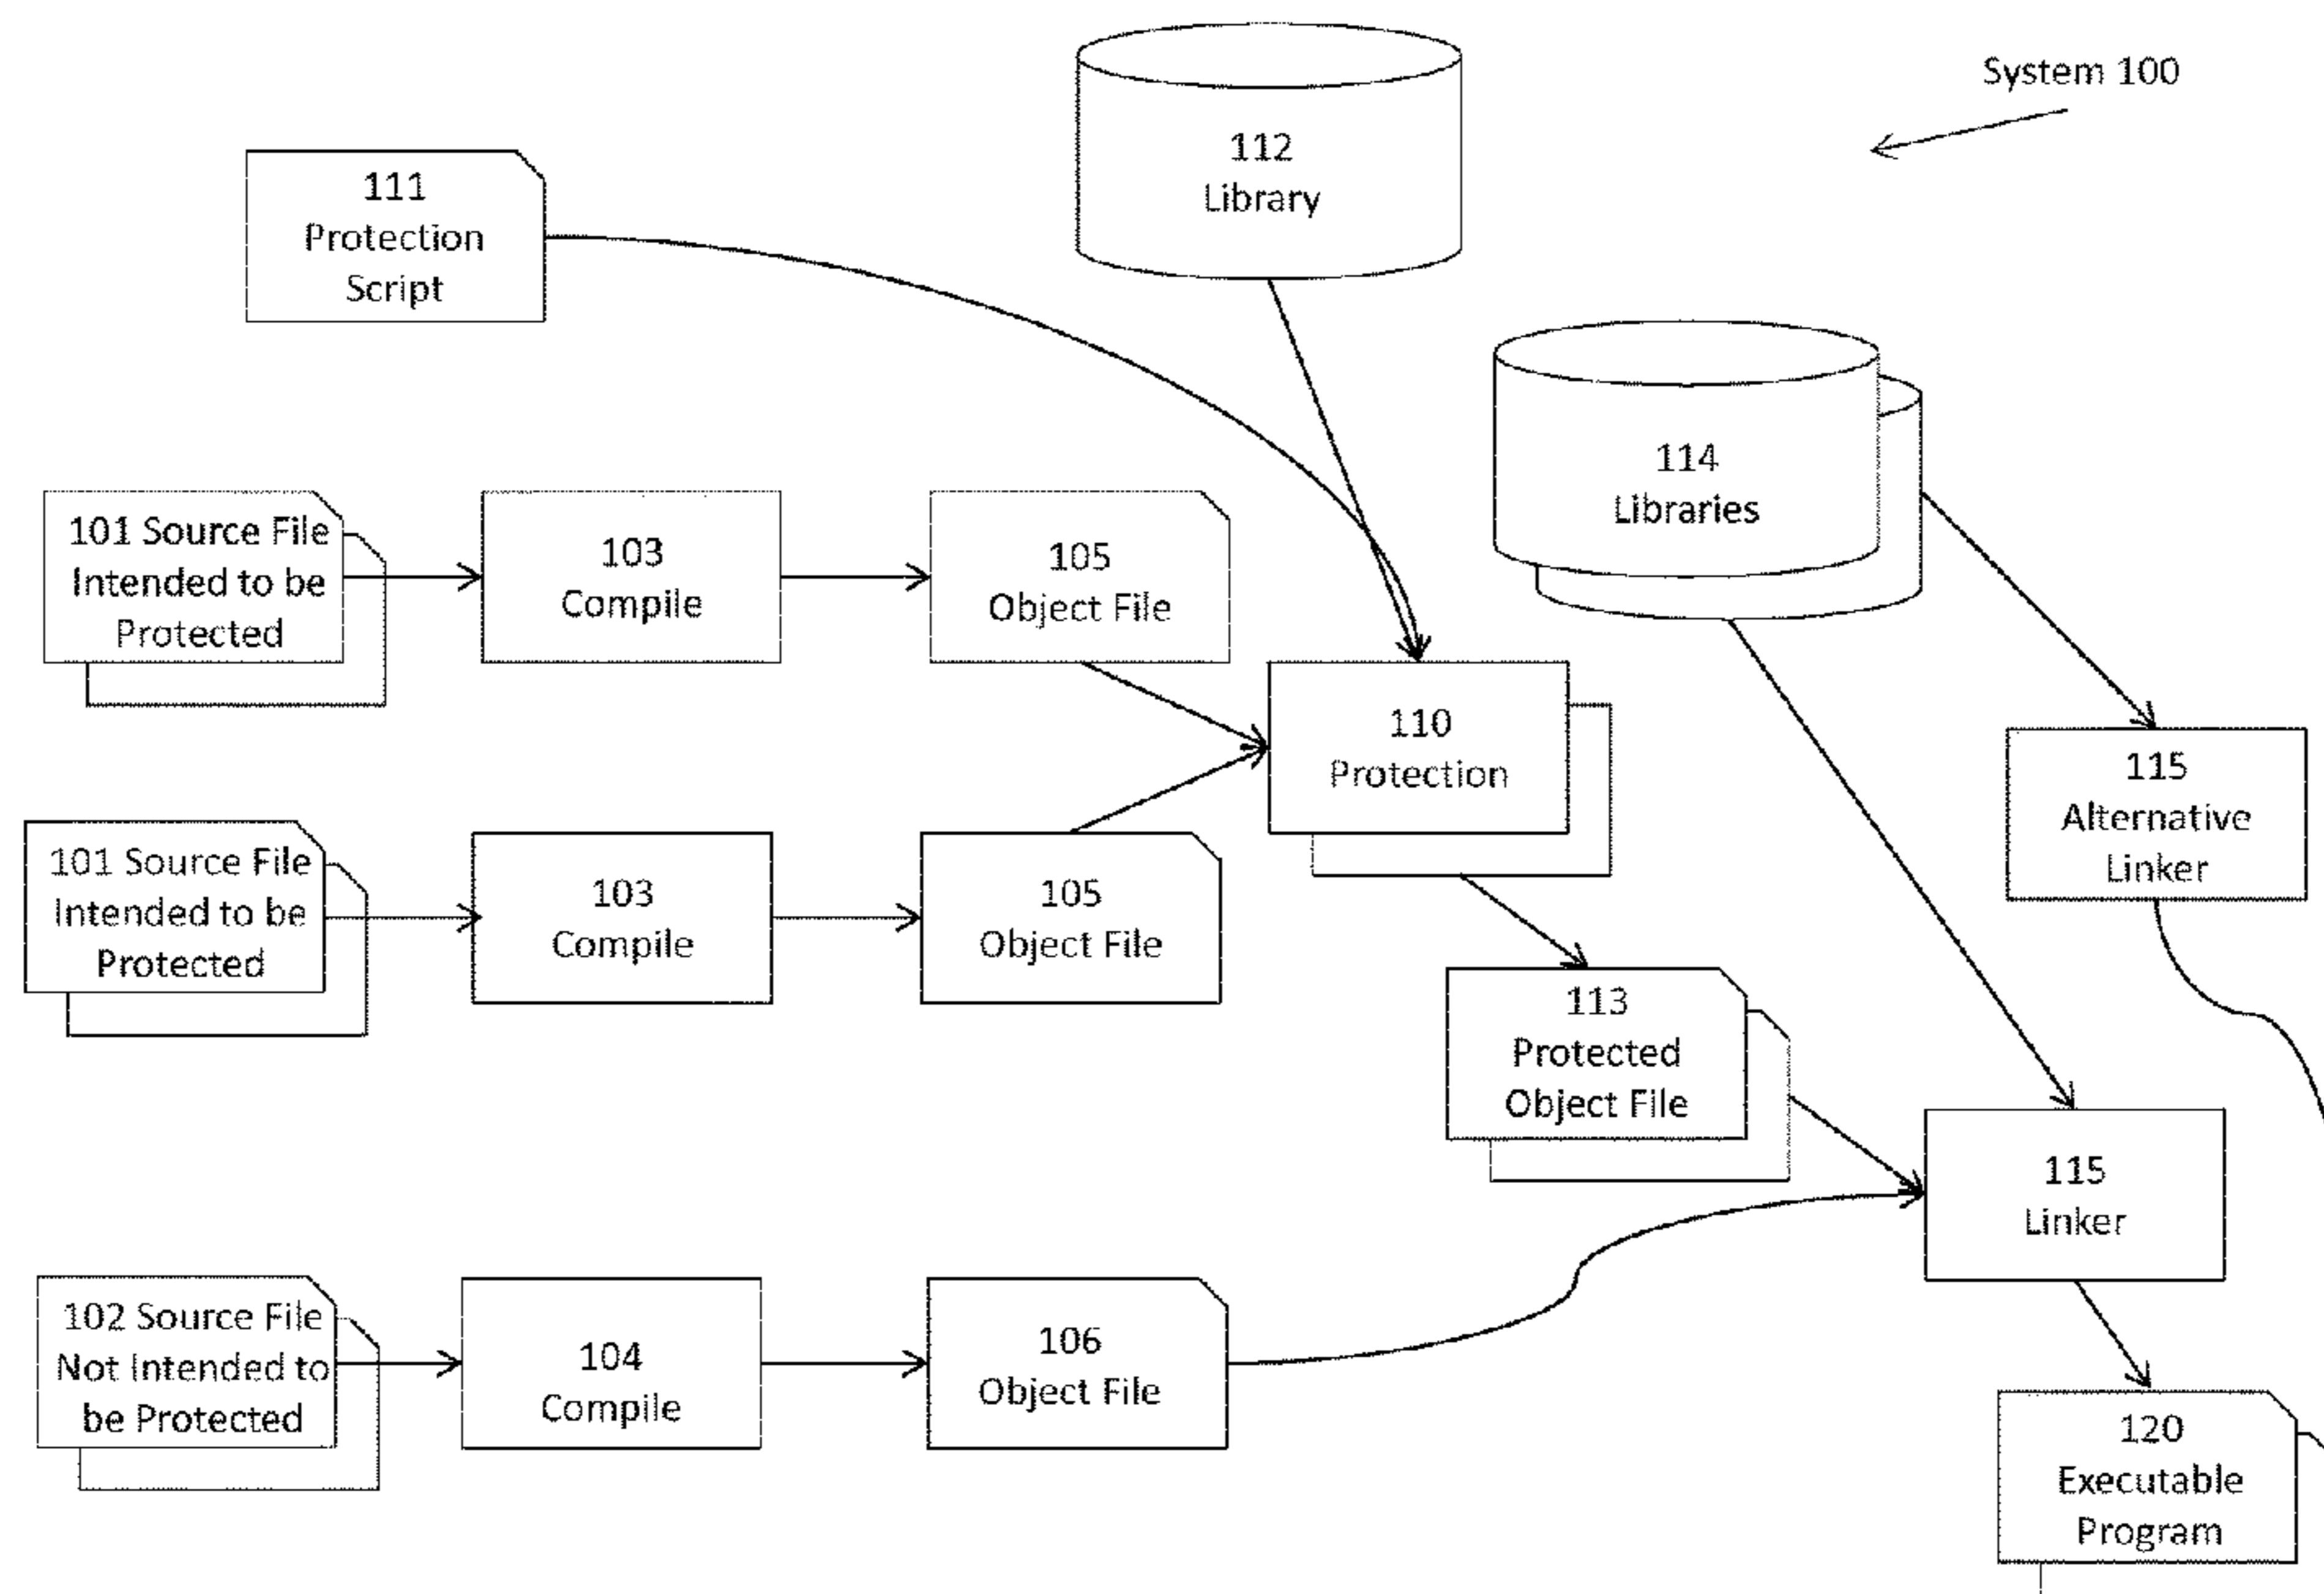 System 100
112
Library
111
Protection
Script
114
Libraries
101 Source File
Intended to be
Protected
103
Compile
105
Object File
110
Protection
115
Alternative
Linker
101 Source File
Intended to be
Protected
103
Compile
105
Object File
113
Protected
Object File
115
Linker
102 Source File
Not Intended to
be Protected
104
Compile
106
Object File
120
Executable
Program